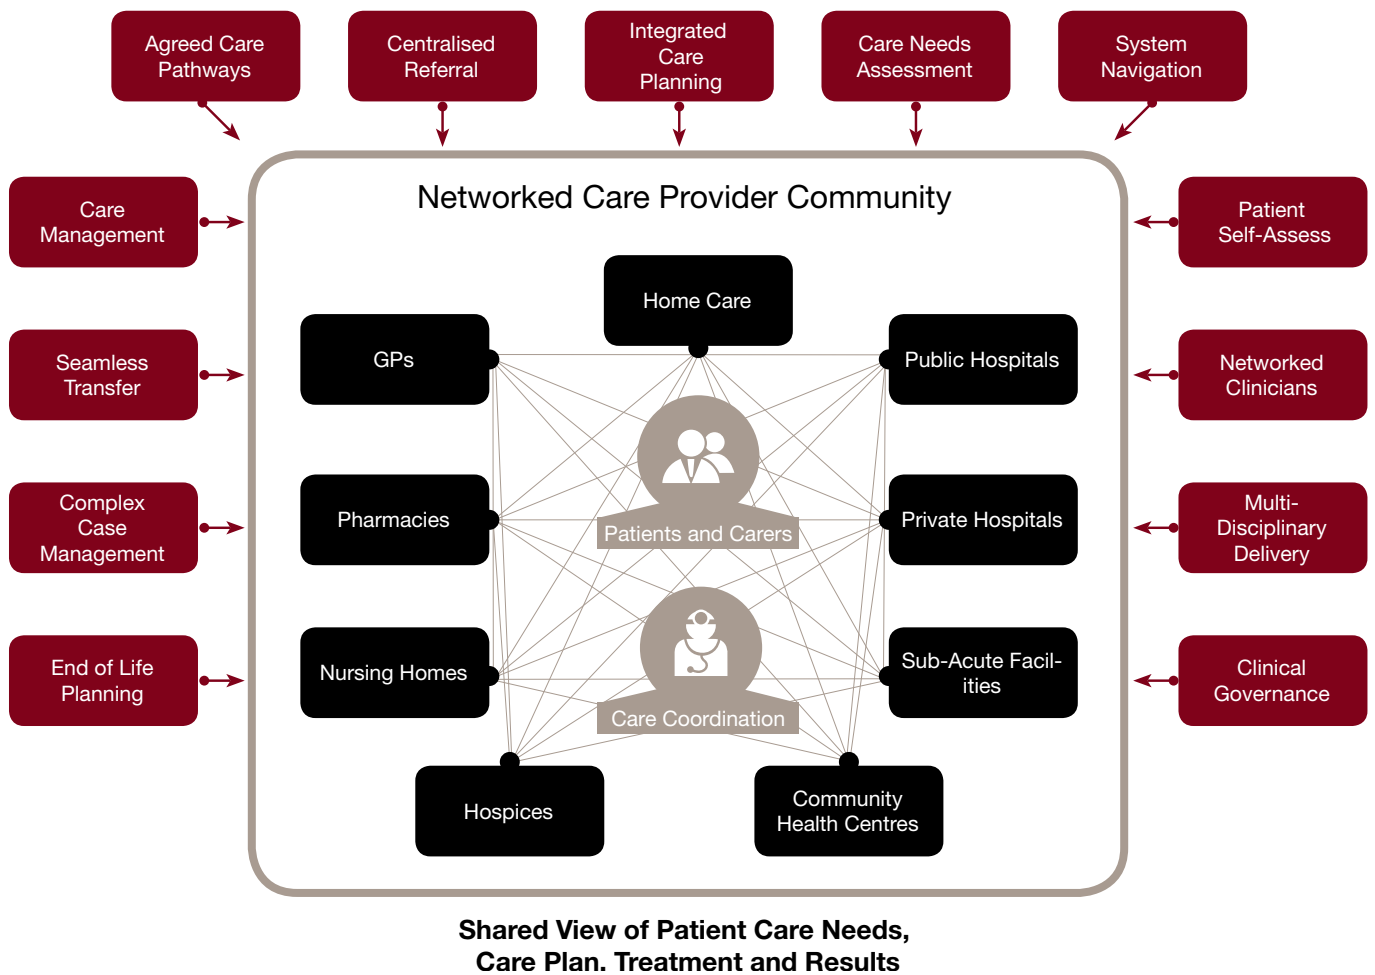 Agreed Care
Pathways
Centralised
Referral
Integrated
Care
Planning
Care Needs
Assessment
System
Navigation
Care
Management
Seamless
Transfer
Complex
Case
Management
End of Life
Planning
Networked Care Provider Community
Home Care
GPs
Public Hospitals
Pharmacies
Patients and Carers
Private Hospitals
Nursing Homes
Care Coordination
Sub-Acute Facil-
ities
Hospices
Community
Health Centres
Patient
Self-Assess
Networked
Clinicians
Multi-
Disciplinary
Delivery
Clinical
Governance
Shared View of Patient Care Needs,
Care Plan, Treatment and Results